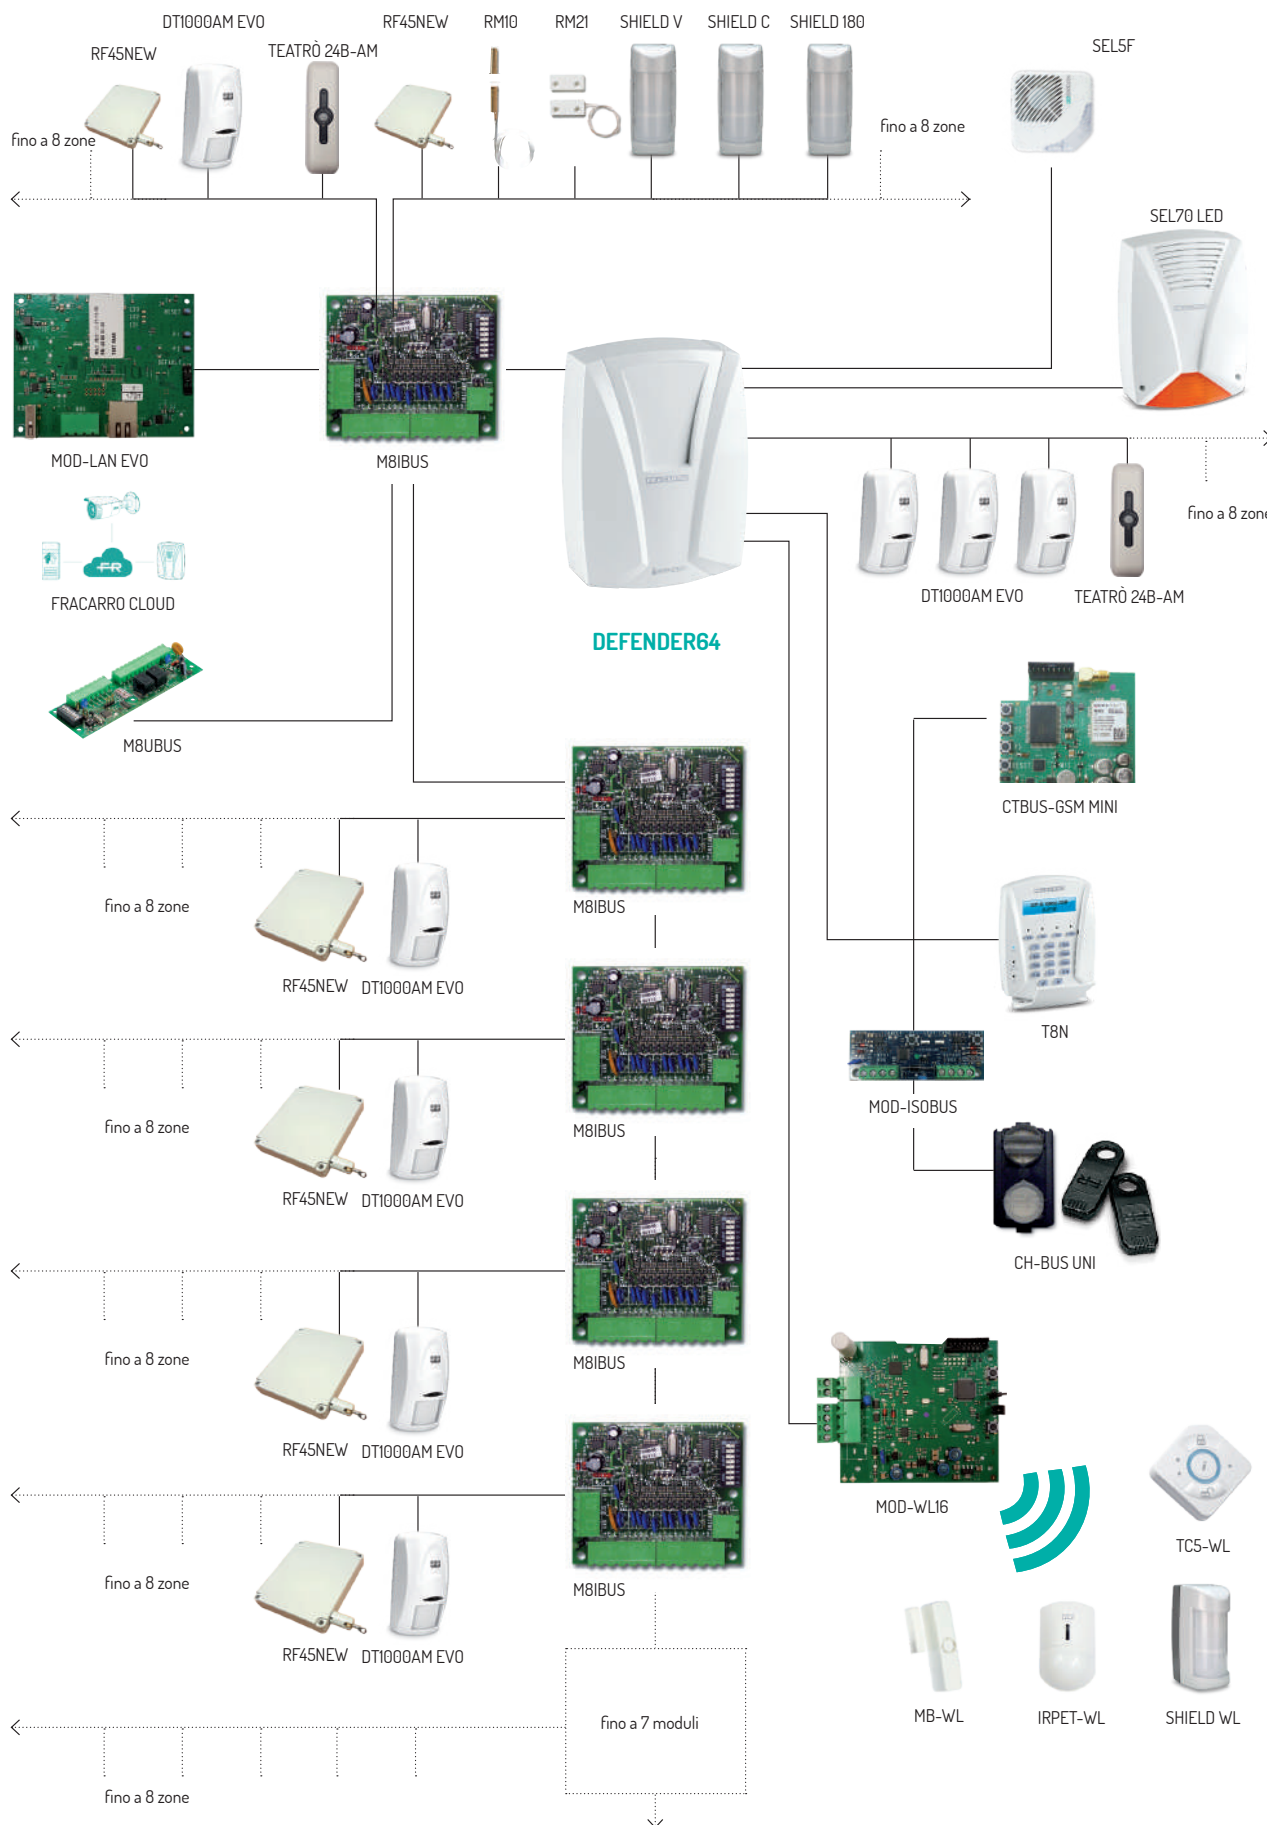 DT1000AM EVO
RF45NEW
RM10
RM21
SHIELD V
SHIELD C
SHIELD 180
RF45NEW
TEATRÒ 24B-AM
SEL5F
fino a 8 zone
fino a 8 zone
SEL70 LED
MOD-LAN EVO
M8IBUS
fino a 8 zone
FR
FRACARRO CLOUD
DT1000AM EVO
TEATRÒ 24B-AM
DEFENDER64
M8UBUS
CTBUS-GSM MINI
M8IBUS
fino a 8 zone
RF45NEW
DT1000AM EVO
T8N
MOD-ISOBUS
M8IBUS
fino a 8 zone
RF45NEW
DT1000AM EVO
CH-BUS UNI
M8IBUS
fino a 8 zone
RF45NEW
DT1000AM EVO
MOD-WL16
TC5-WL
M8IBUS
fino a 8 zone
RF45NEW
DT1000AM EVO
MB-WL
IRPET-WL
SHIELD WL
fino a 7 moduli
fino a 8 zone